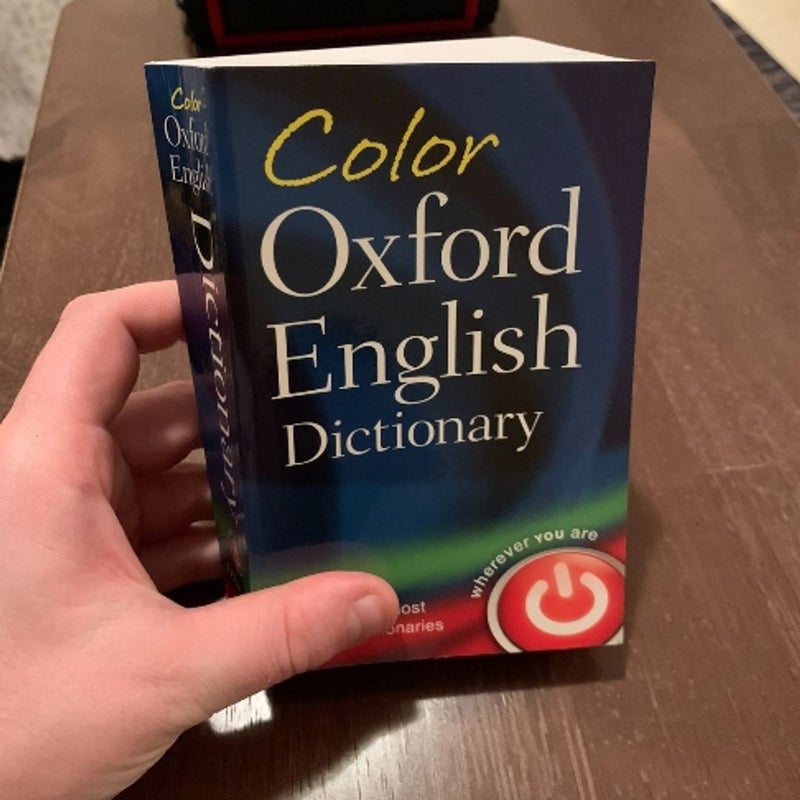 Color
Oxford
English
Dictionary
Color
Oxford
English
Dictionary
wherever YOU are